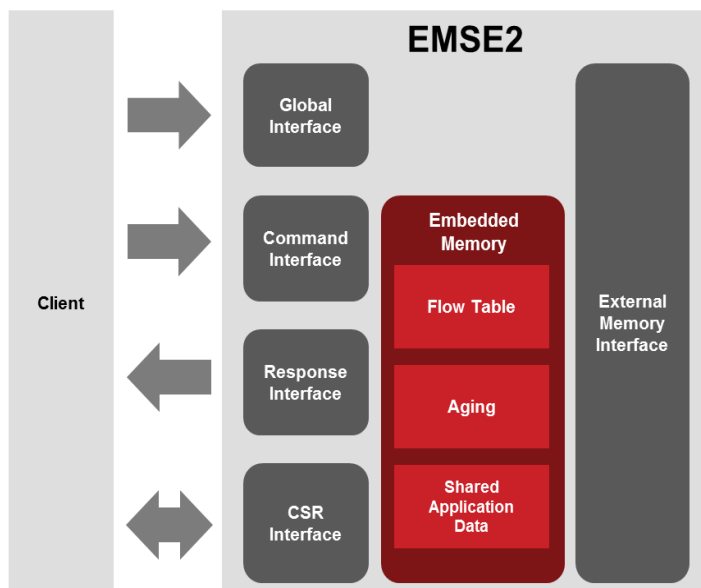 EMSE2
Client
Global
Interface
Command
Interface
Response
Interface
CSR
Interface
Embedded
Memory
Flow Table
Aging
Shared
Application
Data
External
Memory
Interface